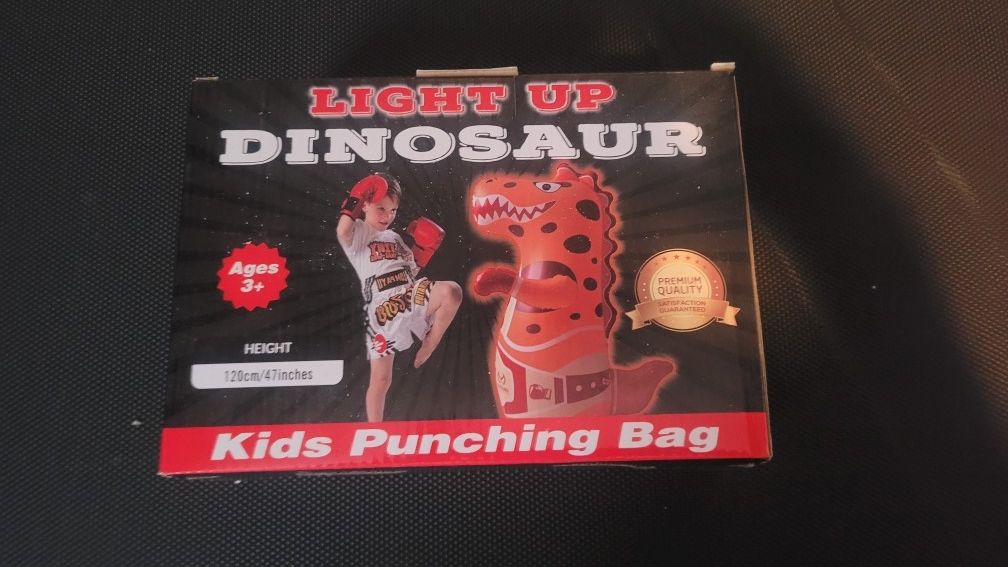 LIGHT UP
DINOSAUR
Ages
3+
PREMIUM
QUALITY
SATISFACTION
GUARANTEED
HEIGHT
120cm/47inches
Kids Punching Bag